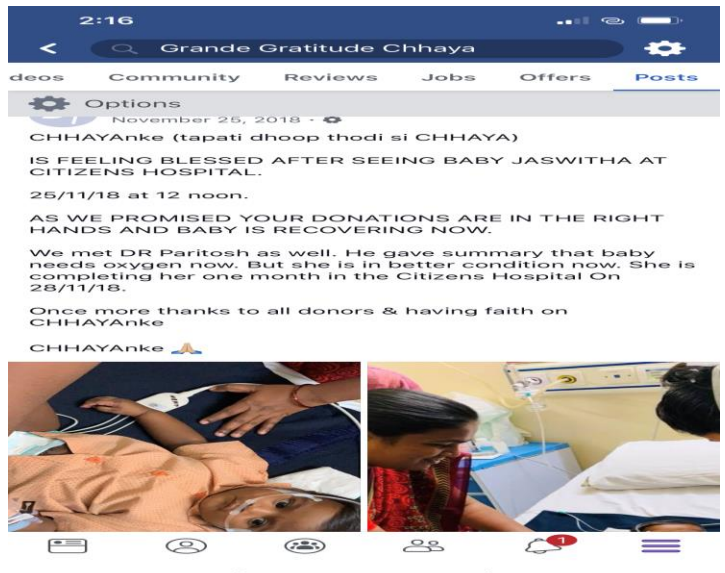 2:16
Grande Gratitude Chhaya
deos Community Reviews Jobs Offers Posts
Options
November 25, 2018
CHHAYAnke (tapati dhoop thodi si CHHAYA)
IS FEELING BLESSED AFTER SEEING BABY JASWITHA AT
CITIZENS HOSPITAL.
25/11/18 at 12 noon.
AS WE PROMISED YOUR DONATIONS ARE IN THE RIGHT
HANDS AND BABY IS RECOVERING NOW.
We met DR Paritosh as well. He gave summary that baby
needs oxygen now. But she is in better condition now. She is
completing her one month in the Citizens Hospital On
28/11/18.
Once more thanks to all donors & having faith on
CHHAYAnke
CHHAYAnke 🙏🏼
1